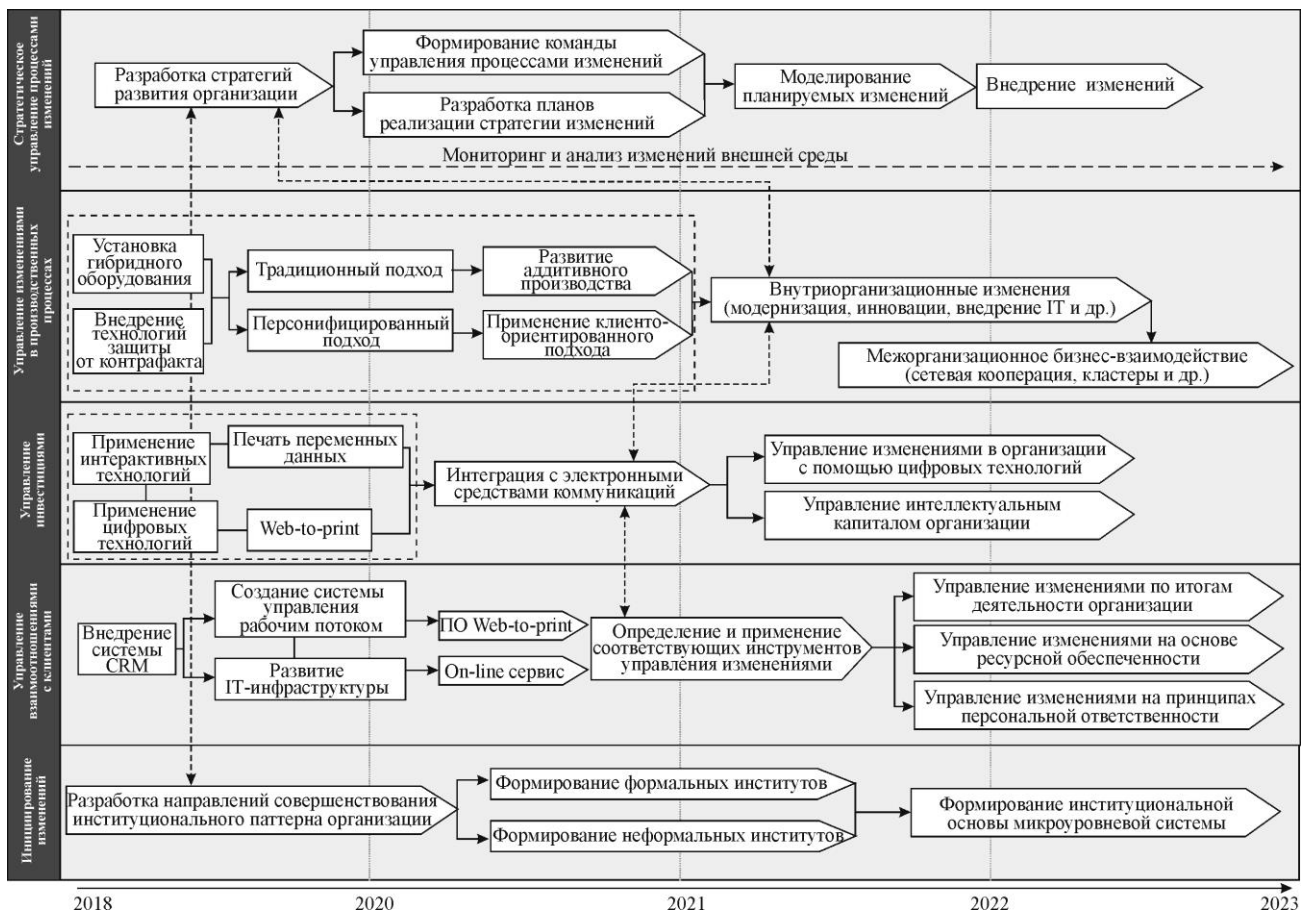 Стратегическое
управление процессами
изменений
Разработка стратегий
развития организации
Формирование команды
управления процессами изменений
Разработка планов
реализации стратегии изменений
Моделирование
планируемых изменений
Внедрение изменений
Мониторинг и анализ изменений внешней среды
Управление изменениями
в производственных
процессах
Установка
гибридного
оборудования
Внедрение
технологий
защиты
от контрафакта
Традиционный подход
Персонифицированный
подход
Развитие
аддитивного
производства
Применение клиенто-
ориентированного
подхода
Внутриорганизационные изменения
(модернизация, инновации, внедрение IT и др.)
Межорганизационное бизнес-взаимодействие
(сетевая кооперация, кластеры и др.)
Управление
инвестициями
Применение
интерактивных
технологий
Печать переменных
данных
Применение
цифровых
технологий
Web-to-print
Интеграция с электронными
средствами коммуникаций
Управление изменениями в организации
с помощью цифровых технологий
Управление интеллектуальным
капиталом организации
Управление
взаимоотношениями
с клиентами
Внедрение
системы
CRM
Создание системы
управления
рабочим потоком
Развитие
IT-инфраструктуры
ПО Web-to-print
On-line сервис
Определение и применение
соответствующих инструментов
управления изменениями
Управление изменениями по итогам
деятельности организации
Управление изменениями на основе
ресурсной обеспеченности
Управление изменениями на принципах
персональной ответственности
Инициирование
изменений
Разработка направлений совершенствования
институционального паттерна организации
Формирование формальных институтов
Формирование неформальных институтов
Формирование институциональной
основы микроуровневой системы
2018
2020
2021
2022
2023